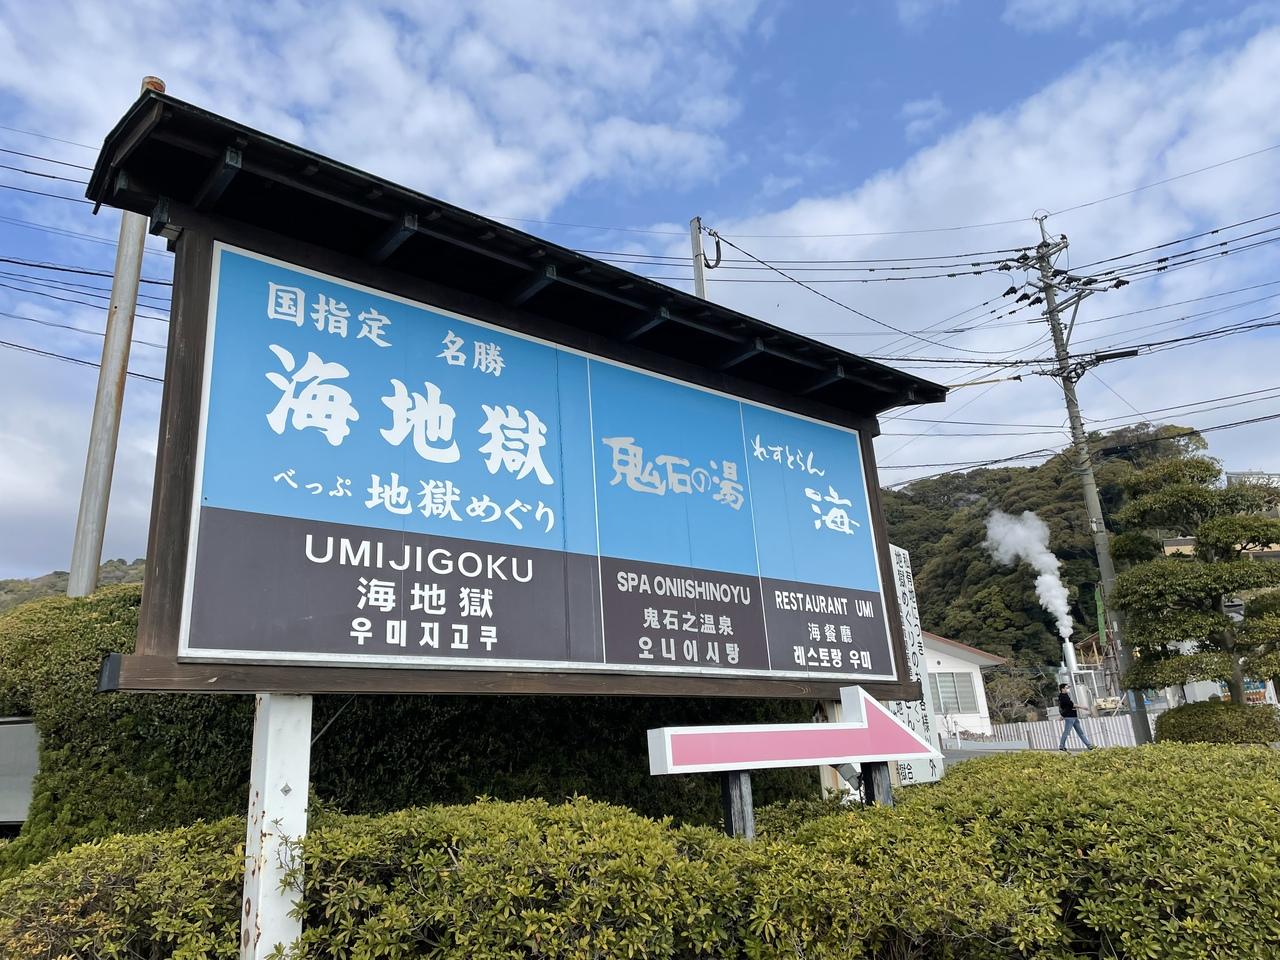 国指定 名勝
海地獄
べっぷ地獄めぐり
UMIJIGOKU
海地獄
우미지고쿠
鬼石の湯
SPA ONIISHINOYU
鬼石之温泉
오니이시탕
れすとらん
海
RESTAURANT UMI
海餐廳
레스토랑 우미